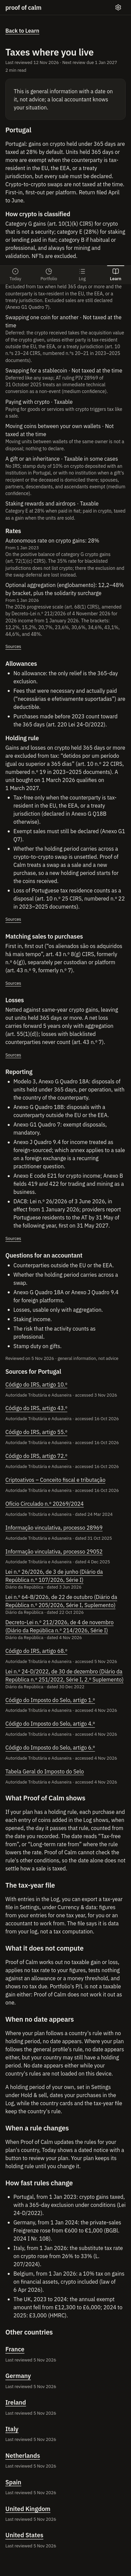 proof of calm
Back to Learn
Taxes where you live
Last reviewed 12 Nov 2026 · Next review due 1 Jan 2027
2 min read
This is general information with a date on
it, not advice; a local accountant knows
your situation.
Portugal
Portugal: gains on crypto held under 365 days are
taxed at 28% by default. Units held 365 days or
more are exempt when the counterparty is tax-
resident in the EU, the EEA, or a treaty
jurisdiction, but every sale must be declared.
Crypto-to-crypto swaps are not taxed at the time.
First-in, first-out per platform. Return filed April
to June.
How crypto is classified
Category G gains (art. 10(1)(k) CIRS) for crypto
that is not a security; category E (28%) for staking
or lending paid in fiat; category B if habitual or
professional, and always for mining and
validation. NFTs are excluded.
Today
Portfolio
Log
Learn
Excluded from tax when held 365 days or more and the
counterparty is tax-resident in the EU, the EEA, or a
treaty jurisdiction. Excluded sales are still declared
(Anexo G1 Quadro 7).
Swapping one coin for another · Not taxed at the
time
Deferred: the crypto received takes the acquisition value
of the crypto given, unless either party is tax-resident
outside the EU, the EEA, or a treaty jurisdiction (art. 10
n.ºs 23–24 CIRS, numbered n.ºs 20–21 in 2023–2025
documents).
Swapping for a stablecoin · Not taxed at the time
Deferred like any swap. AT ruling PIV 28969 of
31 October 2025 treats an internal technical
conversion as a non-event (medium confidence).
Paying with crypto · Taxable
Paying for goods or services with crypto triggers tax like
a sale.
Moving coins between your own wallets · Not
taxed at the time
Moving units between wallets of the same owner is not a
disposal; nothing to declare.
A gift or an inheritance · Taxable in some cases
No IRS; stamp duty of 10% on crypto deposited with an
institution in Portugal, or with no institution when a gift’s
recipient or the deceased is domiciled there; spouses,
parents, descendants, and ascendants exempt (medium
confidence).
Staking rewards and airdrops · Taxable
Category E at 28% when paid in fiat; paid in crypto, taxed
as a gain when the units are sold.
Rates
Autonomous rate on crypto gains: 28%
From 1 Jan 2023
On the positive balance of category G crypto gains
(art. 72(1)(c) CIRS). The 35% rate for blacklisted
jurisdictions does not list crypto; that the exclusion and
the swap deferral are lost instead.
Optional aggregation (englobamento): 12,2–48%
by bracket, plus the solidarity surcharge
From 1 Jan 2026
The 2026 progressive scale (art. 68(1) CIRS), amended
by Decreto-Lei n.º 212/2026 of 4 November 2026 for
income from 1 January 2026. The brackets:
12,2%, 15,2%, 20,7%, 23,6%, 30,6%, 34,6%, 43,1%,
44,6%, and 48%.
Sources
Allowances
No allowance: the only relief is the 365-day
exclusion.
Fees that were necessary and actually paid
(“necessárias e efetivamente suportadas”) are
deductible.
Purchases made before 2023 count toward
the 365 days (art. 220 Lei 24-D/2022).
Holding rule
Gains and losses on crypto held 365 days or more
are excluded from tax: “detidos por um período
igual ou superior a 365 dias” (art. 10 n.º 22 CIRS,
numbered n.º 19 in 2023–2025 documents). A
unit bought on 1 March 2026 qualifies on
1 March 2027.
Tax-free only when the counterparty is tax-
resident in the EU, the EEA, or a treaty
jurisdiction (declared in Anexo G Q18B
otherwise).
Exempt sales must still be declared (Anexo G1
Q7).
Whether the holding period carries across a
crypto-to-crypto swap is unsettled. Proof of
Calm treats a swap as a sale and a new
purchase, so a new holding period starts for
the coins received.
Loss of Portuguese tax residence counts as a
disposal (art. 10 n.º 25 CIRS, numbered n.º 22
in 2023–2025 documents).
Sources
Matching sales to purchases
First in, first out (“os alienados são os adquiridos
há mais tempo”, art. 43 n.º 8(g) CIRS, formerly
n.º 6(g)), separately per custodian or platform
(art. 43 n.º 9, formerly n.º 7).
Sources
Losses
Netted against same-year crypto gains, leaving
out units held 365 days or more. A net loss
carries forward 5 years only with aggregation
(art. 55(1)(d)); losses with blacklisted
counterparties never count (art. 43 n.º 7).
Sources
Reporting
Modelo 3, Anexo G Quadro 18A: disposals of
units held under 365 days, per operation, with
the country of the counterparty.
Anexo G Quadro 18B: disposals with a
counterparty outside the EU or the EEA.
Anexo G1 Quadro 7: exempt disposals,
mandatory.
Anexo J Quadro 9.4 for income treated as
foreign-sourced; which annex applies to a sale
on a foreign exchange is a recurring
practitioner question.
Anexo E code E21 for crypto income; Anexo B
fields 419 and 422 for lending and mining as a
business.
DAC8: Lei n.º 26/2026 of 3 June 2026, in
effect from 1 January 2026; providers report
Portuguese residents to the AT by 31 May of
the following year, first on 31 May 2027.
Sources
Questions for an accountant
Counterparties outside the EU or the EEA.
Whether the holding period carries across a
swap.
Anexo G Quadro 18A or Anexo J Quadro 9.4
for foreign platforms.
Losses, usable only with aggregation.
Staking income.
The risk that the activity counts as
professional.
Stamp duty on gifts.
Reviewed on 5 Nov 2026 · general information, not advice
Sources for Portugal
Código do IRS, artigo 10.º
Autoridade Tributária e Aduaneira · accessed 3 Nov 2026
Código do IRS, artigo 43.º
Autoridade Tributária e Aduaneira · accessed 16 Oct 2026
Código do IRS, artigo 55.º
Autoridade Tributária e Aduaneira · accessed 16 Oct 2026
Código do IRS, artigo 72.º
Autoridade Tributária e Aduaneira · accessed 16 Oct 2026
Criptoativos – Conceito fiscal e tributação
Autoridade Tributária e Aduaneira · accessed 16 Oct 2026
Ofício Circulado n.º 20269/2024
Autoridade Tributária e Aduaneira · dated 24 Mar 2024
Informação vinculativa, processo 28969
Autoridade Tributária e Aduaneira · dated 31 Oct 2025
Informação vinculativa, processo 29052
Autoridade Tributária e Aduaneira · dated 4 Dec 2025
Lei n.º 26/2026, de 3 de junho (Diário da
República n.º 107/2026, Série I)
Diário da República · dated 3 Jun 2026
Lei n.º 64-B/2026, de 22 de outubro (Diário da
República n.º 205/2026, Série I, Suplemento)
Diário da República · dated 22 Oct 2026
Decreto-Lei n.º 212/2026, de 4 de novembro
(Diário da República n.º 214/2026, Série I)
Diário da República · dated 4 Nov 2026
Código do IRS, artigo 68.º
Autoridade Tributária e Aduaneira · accessed 5 Nov 2026
Lei n.º 24-D/2022, de 30 de dezembro (Diário da
República n.º 251/2022, Série I, 2.º Suplemento)
Diário da República · dated 30 Dec 2022
Código do Imposto do Selo, artigo 1.º
Autoridade Tributária e Aduaneira · accessed 4 Nov 2026
Código do Imposto do Selo, artigo 4.º
Autoridade Tributária e Aduaneira · accessed 4 Nov 2026
Código do Imposto do Selo, artigo 6.º
Autoridade Tributária e Aduaneira · accessed 4 Nov 2026
Tabela Geral do Imposto do Selo
Autoridade Tributária e Aduaneira · accessed 4 Nov 2026
What Proof of Calm shows
If your plan follows a country’s holding rule, each
buy entry of coins added in the Log shows, when
relevant, the day a full period has passed,
counted from the date you recorded. The date
reads “Tax-free from”, or “Long-term rate from”
where the rule lowers the rate. Proof of Calm
cannot check the rule’s other conditions, and the
date does not settle how a sale is taxed.
The tax-year file
With entries in the Log, you can export a tax-year
file in Settings, under Currency & data: figures
from your entries for one tax year, for you or an
accountant to work from. The file says it is data
from your log, not a tax computation.
What it does not compute
Proof of Calm works out no taxable gain or loss,
applies no tax options, applies no netting, tests
nothing against an allowance or a money
threshold, and shows no tax due. Portfolio’s P/L
is not a taxable gain either: Proof of Calm does not work it
out as one.
When no date appears
Where your plan follows a country’s rule with no
holding period, no date appears. Where your plan
follows the general profile’s rule, no date appears
either, but your country may still have a holding
period. No date appears either while your
country’s rules are not loaded on this device.
A holding period of your own, set in Settings
under Hold & sell, dates your purchases in the
Log, while the country cards and the tax-year file
keep the country’s rule.
When a rule changes
When Proof of Calm updates the rules for your
plan’s country, Today shows a notice with a
button to review your plan. Your plan keeps its
holding rule until you change it.
How fast rules change
Portugal, from 1 Jan 2023: crypto gains taxed,
with a 365-day exclusion under conditions (Lei
24-D/2022).
Germany, from 1 Jan 2024: the private-sales
Freigrenze rose from €600 to €1,000 (BGBl.
2024 I Nr. 108).
Italy, from 1 Jan 2026: the substitute tax rate
on crypto rose from 26% to 33% (L.
207/2024).
Belgium, from 1 Jan 2026: a 10% tax on gains
on financial assets, crypto included (law of
6 Apr 2026).
The UK, 2023 to 2024: the annual exempt
amount fell from £12,300 to £6,000; 2024 to
2025: £3,000 (HMRC).
Other countries
France
Last reviewed 5 Nov 2026
Germany
Last reviewed 5 Nov 2026
Ireland
Last reviewed 5 Nov 2026
Italy
Last reviewed 5 Nov 2026
Netherlands
Last reviewed 5 Nov 2026
Spain
Last reviewed 5 Nov 2026
United Kingdom
Last reviewed 5 Nov 2026
United States
Last reviewed 5 Nov 2026